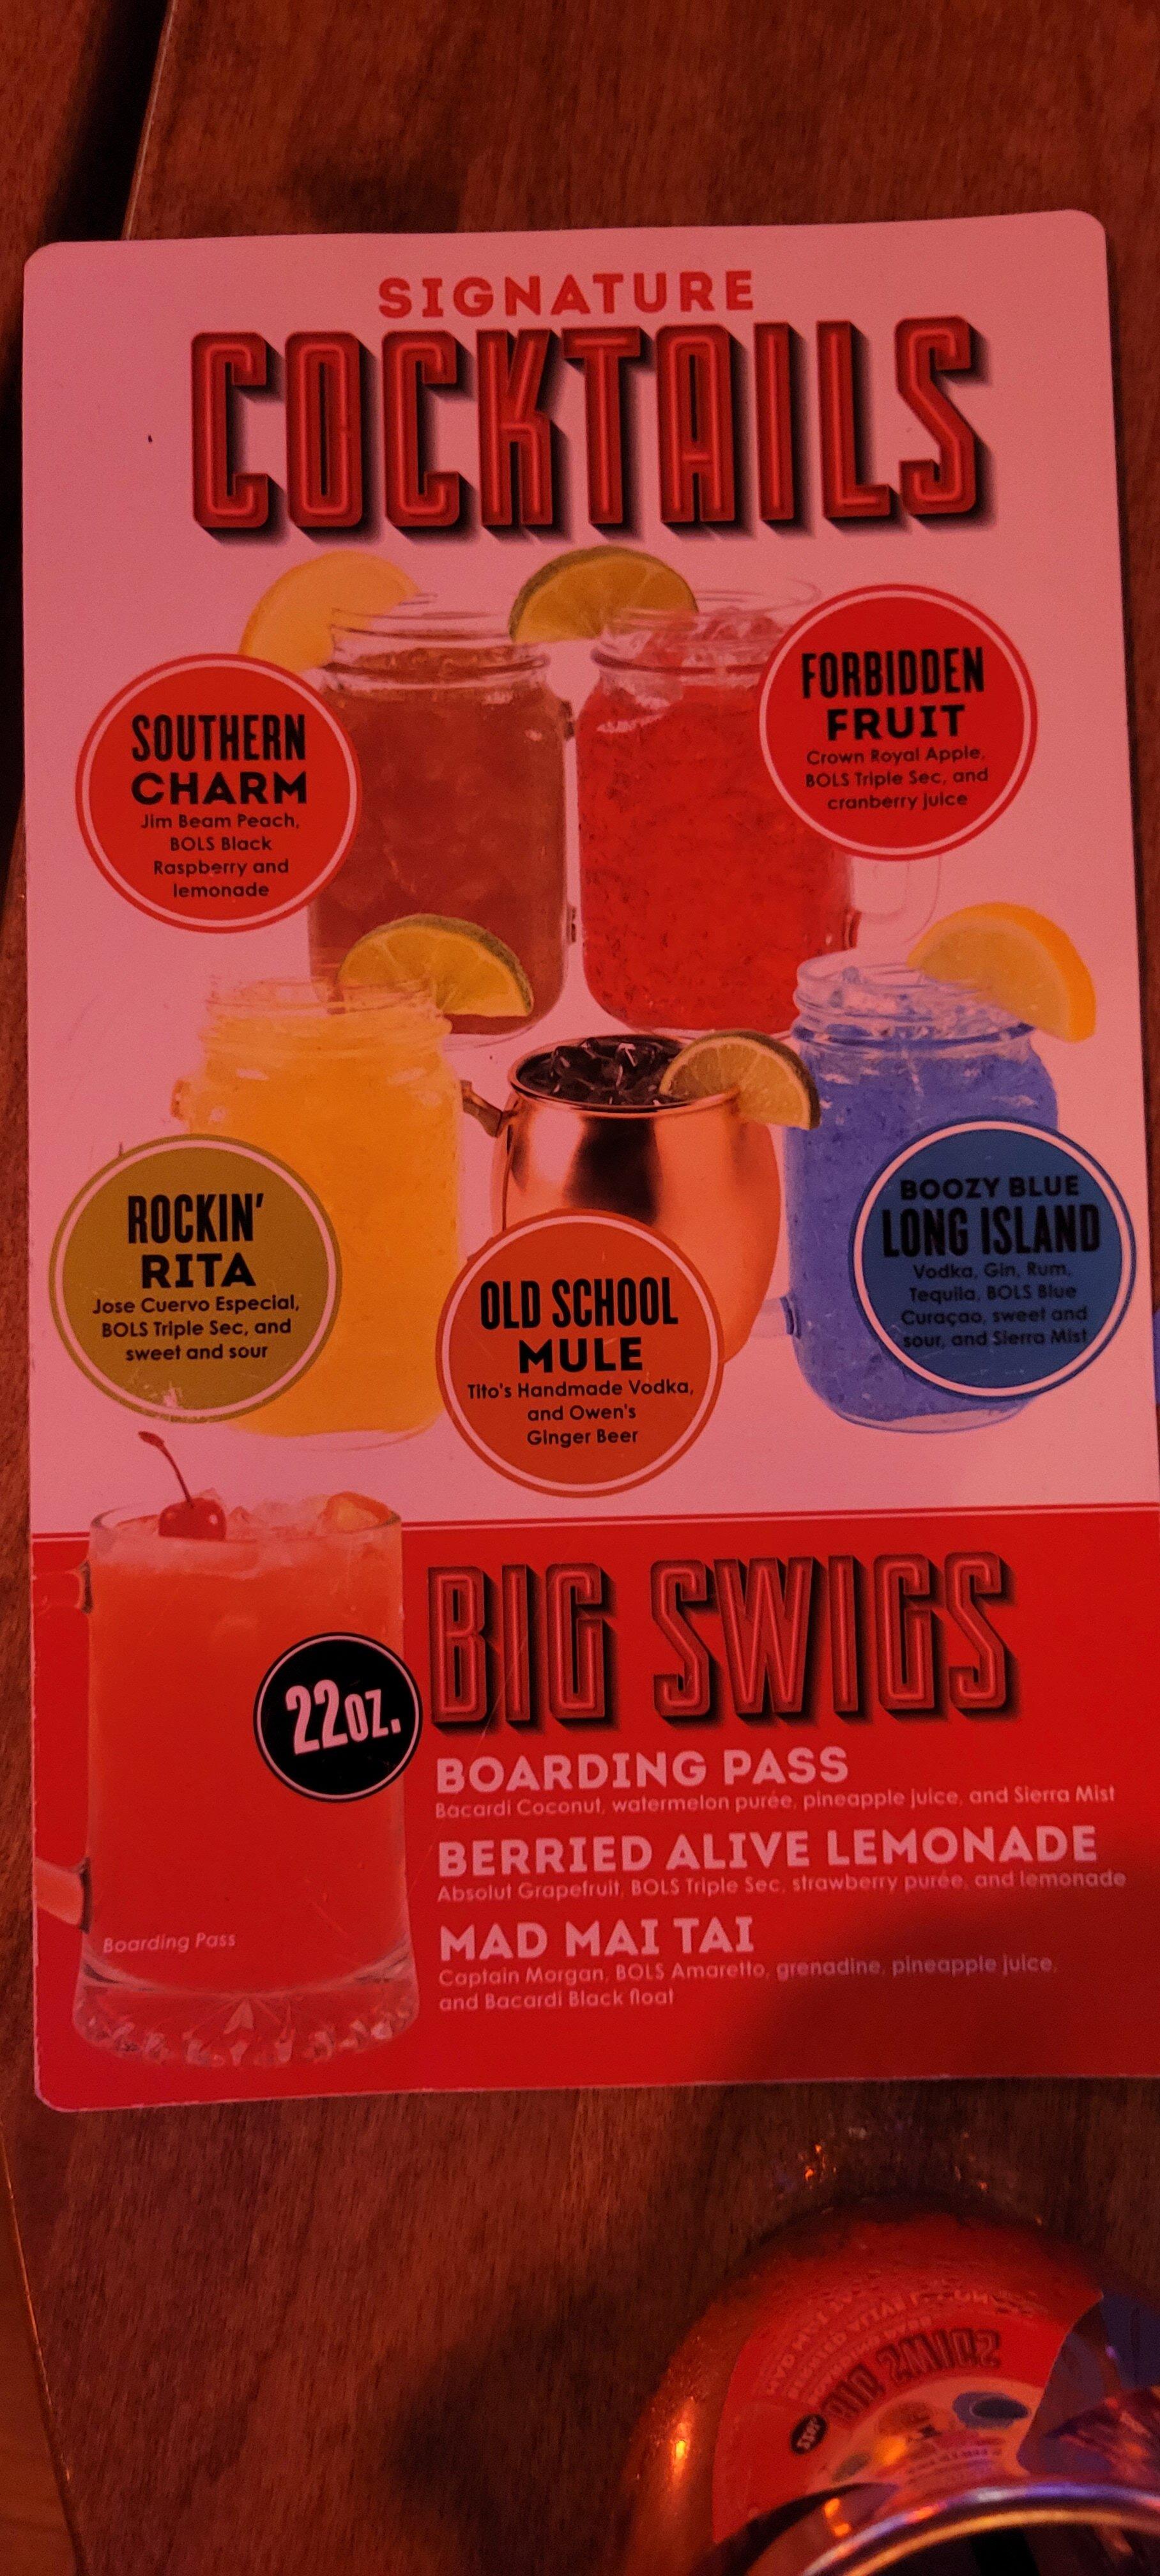 SIGNATURE
COCKTAILS
SOUTHERN
CHARM
Jim Beam Peach,
BOLS Black
Raspberry and
lemonade
FORBIDDEN
FRUIT
Crown Royal Apple,
BOLS Triple Sec, and
cranberry juice
ROCKIN'
RITA
Jose Cuervo Especial,
BOLS Triple Sec, and
sweet and sour
OLD SCHOOL
MULE
Tito's Handmade Vodka,
and Owen's
Ginger Beer
BOOZY BLUE
LONG ISLAND
Vodka, Gin, Rum,
Tequila, BOLS Blue
Curaçao, sweet and
sour, and Sierra Mist
22oz.
Boarding Pass
BIG SWIGS
BOARDING PASS
Bacardi Coconut, watermelon purée, pineapple juice, and Sierra Mist
BERRIED ALIVE LEMONADE
Absolut Grapefruit, BOLS Triple Sec, strawberry purée, and lemonade
MAD MAI TAI
Captain Morgan, BOLS Amaretto, grenadine, pineapple juice,
and Bacardi Black float